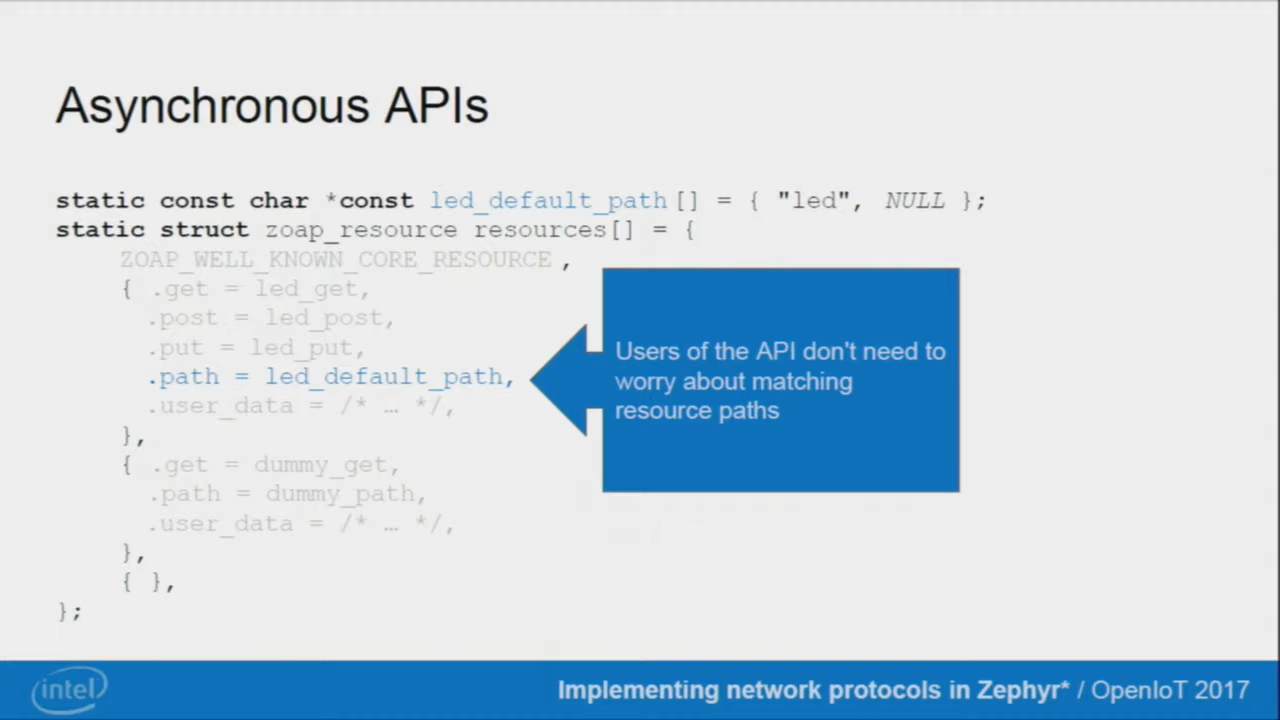 Asynchronous APIs
static const char *const led_default_path[] = { "led", NULL };
static struct zoap_resource resources[] = {
ZOAP_WELL_KNOWN_CORE_RESOURCE ,
{ .get = led_get,
.post = led_post,
.put = led_put,
.path = led_default_path,
.user_data = /* … */,
},
{ .get = dummy_get,
.path = dummy_path,
.user_data = /* … */,
},
{ },
};
Users of the API don't need to
worry about matching
resource paths
intel
Implementing network protocols in Zephyr* / OpenIoT 2017